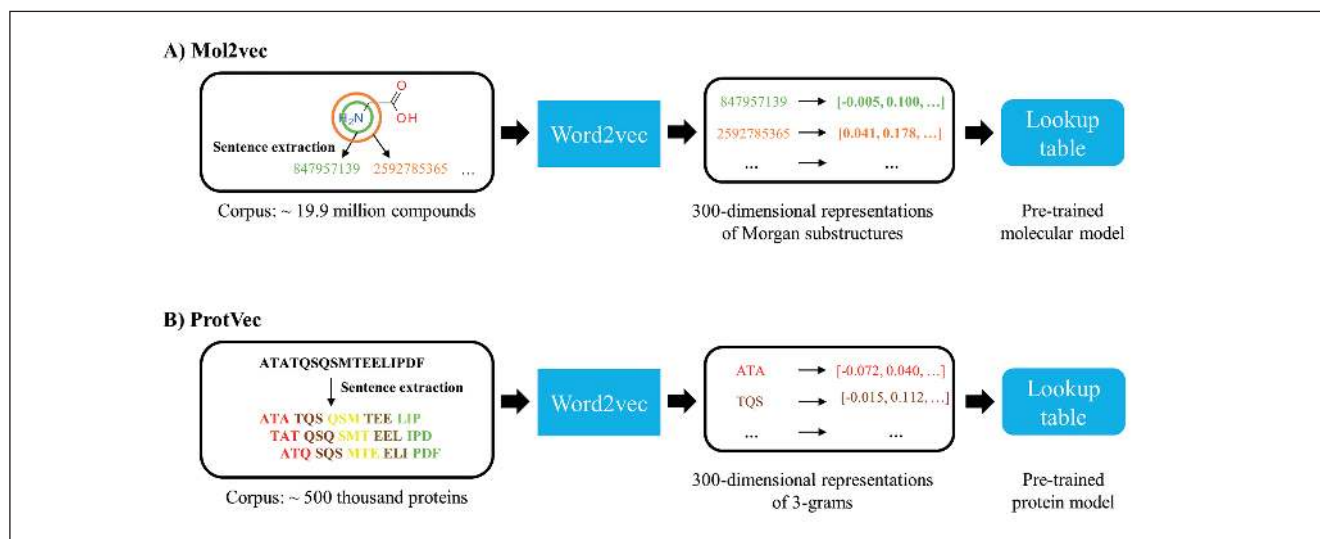 A) Mol2vec
O
H₂N
OH
Sentence extraction
847957139 2592785365 ...
Corpus: ~ 19.9 million compounds
Word2vec
847957139 → [-0.005, 0.100, ...]
2592785365 → [0.041, 0.178, ...]
... → ...
300-dimensional representations
of Morgan substructures
Lookup
table
Pre-trained
molecular model
B) ProtVec
ATATQSQSMTEELIPDF
Sentence extraction
ATA TQS QSM TEE LIP
TAT QSQ SMT EEL IPD
ATQ SQS MTE ELI PDF
Corpus: ~ 500 thousand proteins
Word2vec
ATA → [-0.072, 0.040, ...]
TQS → [-0.015, 0.112, ...]
... → ...
300-dimensional representations
of 3-grams
Lookup
table
Pre-trained
protein model